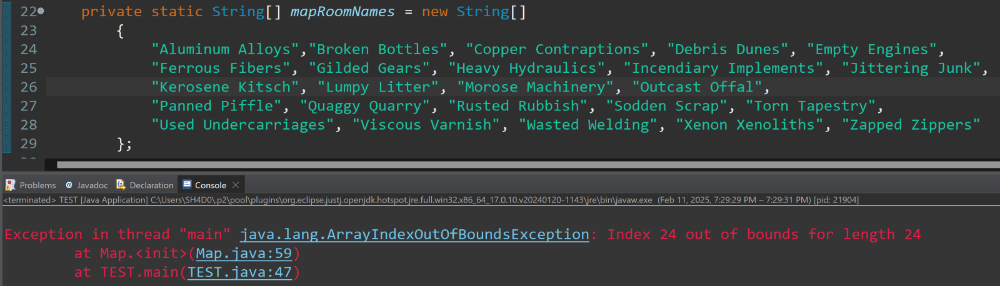 22 private static String[] mapRoomNames = new String[]
23 {
24 "Aluminum Alloys","Broken Bottles", "Copper Contraptions", "Debris Dunes", "Empty Engines",
25 "Ferrous Fibers", "Gilded Gears", "Heavy Hydraulics", "Incendiary Implements", "Jittering Junk",
26 "Kerosene Kitsch", "Lumpy Litter", "Morose Machinery", "Outcast Offal",
27 "Panned Piffle", "Quaggy Quarry", "Rusted Rubbish", "Sodden Scrap", "Torn Tapestry",
28 "Used Undercarriages", "Viscous Varnish", "Wasted Welding", "Xenon Xenoliths", "Zapped Zippers"
29 };
Problems Javadoc Declaration Console
<terminated> TEST [Java Application] C:\Users\SH4D0\.p2\pool\plugins\org.eclipse.justj.openjdk.hotspot.jre.full.win32.x86_64_17.0.10.v20240120-1143\jre\bin\javaw.exe (Feb 11, 2025, 7:29:29 PM – 7:29:31 PM) [pid: 21904]
Exception in thread "main" java.lang.ArrayIndexOutOfBoundsException: Index 24 out of bounds for length 24
at Map.<init>(Map.java:59)
at TEST.main(TEST.java:47)